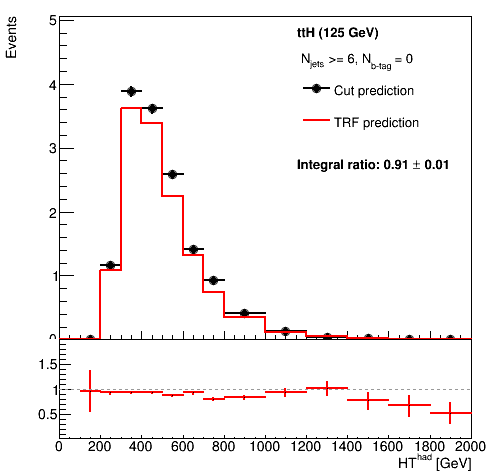 Events
5
4
3
2
1
0
ttH (125 GeV)
N_jets >= 6, N_b-tag = 0
Cut prediction
TRF prediction
Integral ratio: 0.91 ± 0.01
1.5
1
0.5
0 200 400 600 800 1000 1200 1400 1600 1800 2000
HT^had [GeV]